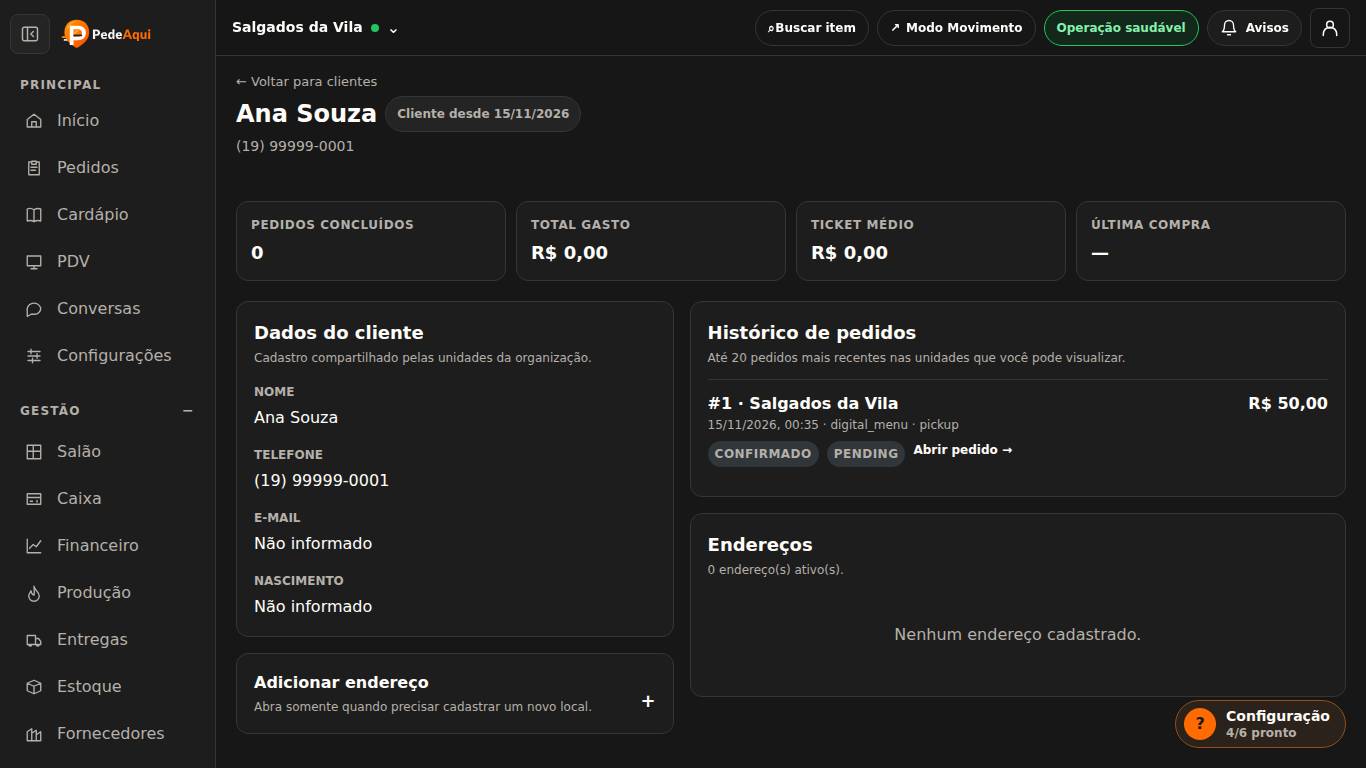 PedeAqui
PRINCIPAL
Início
Pedidos
Cardápio
PDV
Conversas
Configurações
GESTÃO −
Salão
Caixa
Financeiro
Produção
Entregas
Estoque
Fornecedores
Salgados da Vila
⌕Buscar item
↗ Modo Movimento
Operação saudável
Avisos
← Voltar para clientes
Ana Souza Cliente desde 15/11/2026
(19) 99999-0001
PEDIDOS CONCLUÍDOS
0
TOTAL GASTO
R$ 0,00
TICKET MÉDIO
R$ 0,00
ÚLTIMA COMPRA
—
Dados do cliente
Cadastro compartilhado pelas unidades da organização.
NOME
Ana Souza
TELEFONE
(19) 99999-0001
E-MAIL
Não informado
NASCIMENTO
Não informado
Adicionar endereço
Abra somente quando precisar cadastrar um novo local.
+
Histórico de pedidos
Até 20 pedidos mais recentes nas unidades que você pode visualizar.
#1 · Salgados da Vila R$ 50,00
15/11/2026, 00:35 · digital_menu · pickup
CONFIRMADO PENDING Abrir pedido →
Endereços
0 endereço(s) ativo(s).
Nenhum endereço cadastrado.
? Configuração
4/6 pronto